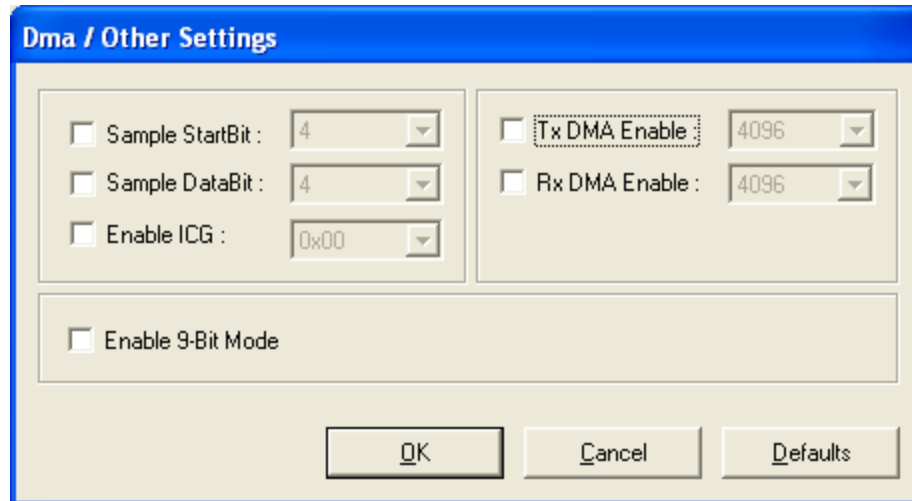 Dma / Other Settings
Sample StartBit : 4
Sample DataBit : 4
Enable ICG : 0x00
Tx DMA Enable : 4096
Rx DMA Enable : 4096
Enable 9-Bit Mode
OK Cancel Defaults